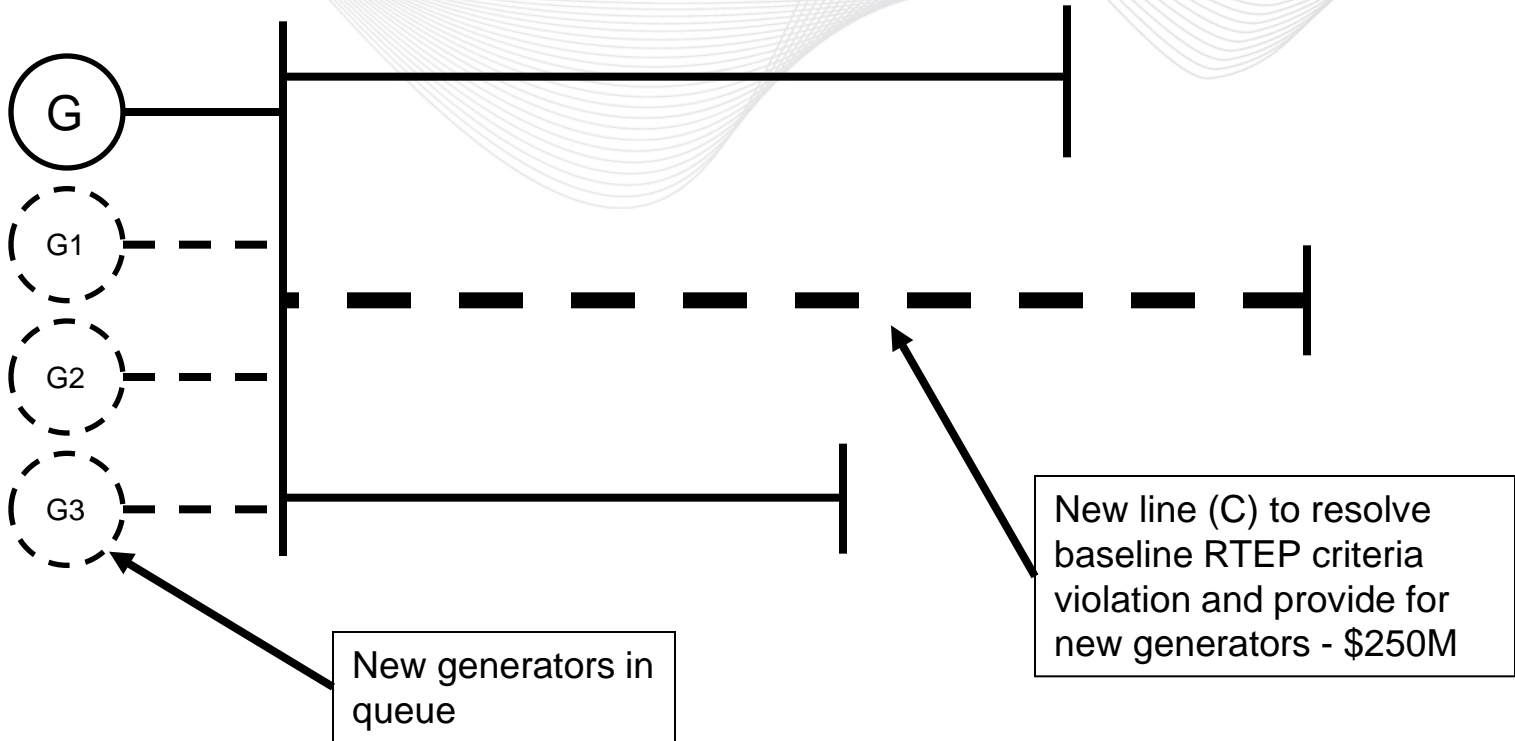 G
G1
G2
G3
New line (C) to resolve
baseline RTEP criteria
violation and provide for
new generators - $250M
New generators in
queue